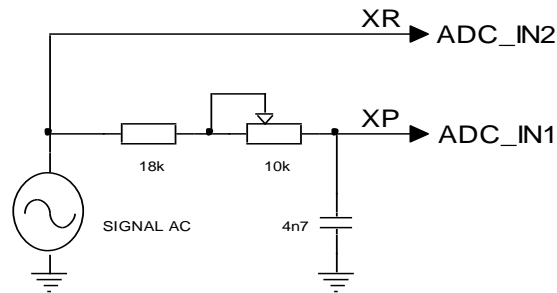 XR
ADC_IN2
XP
ADC_IN1
18k
10k
SIGNAL AC
4n7